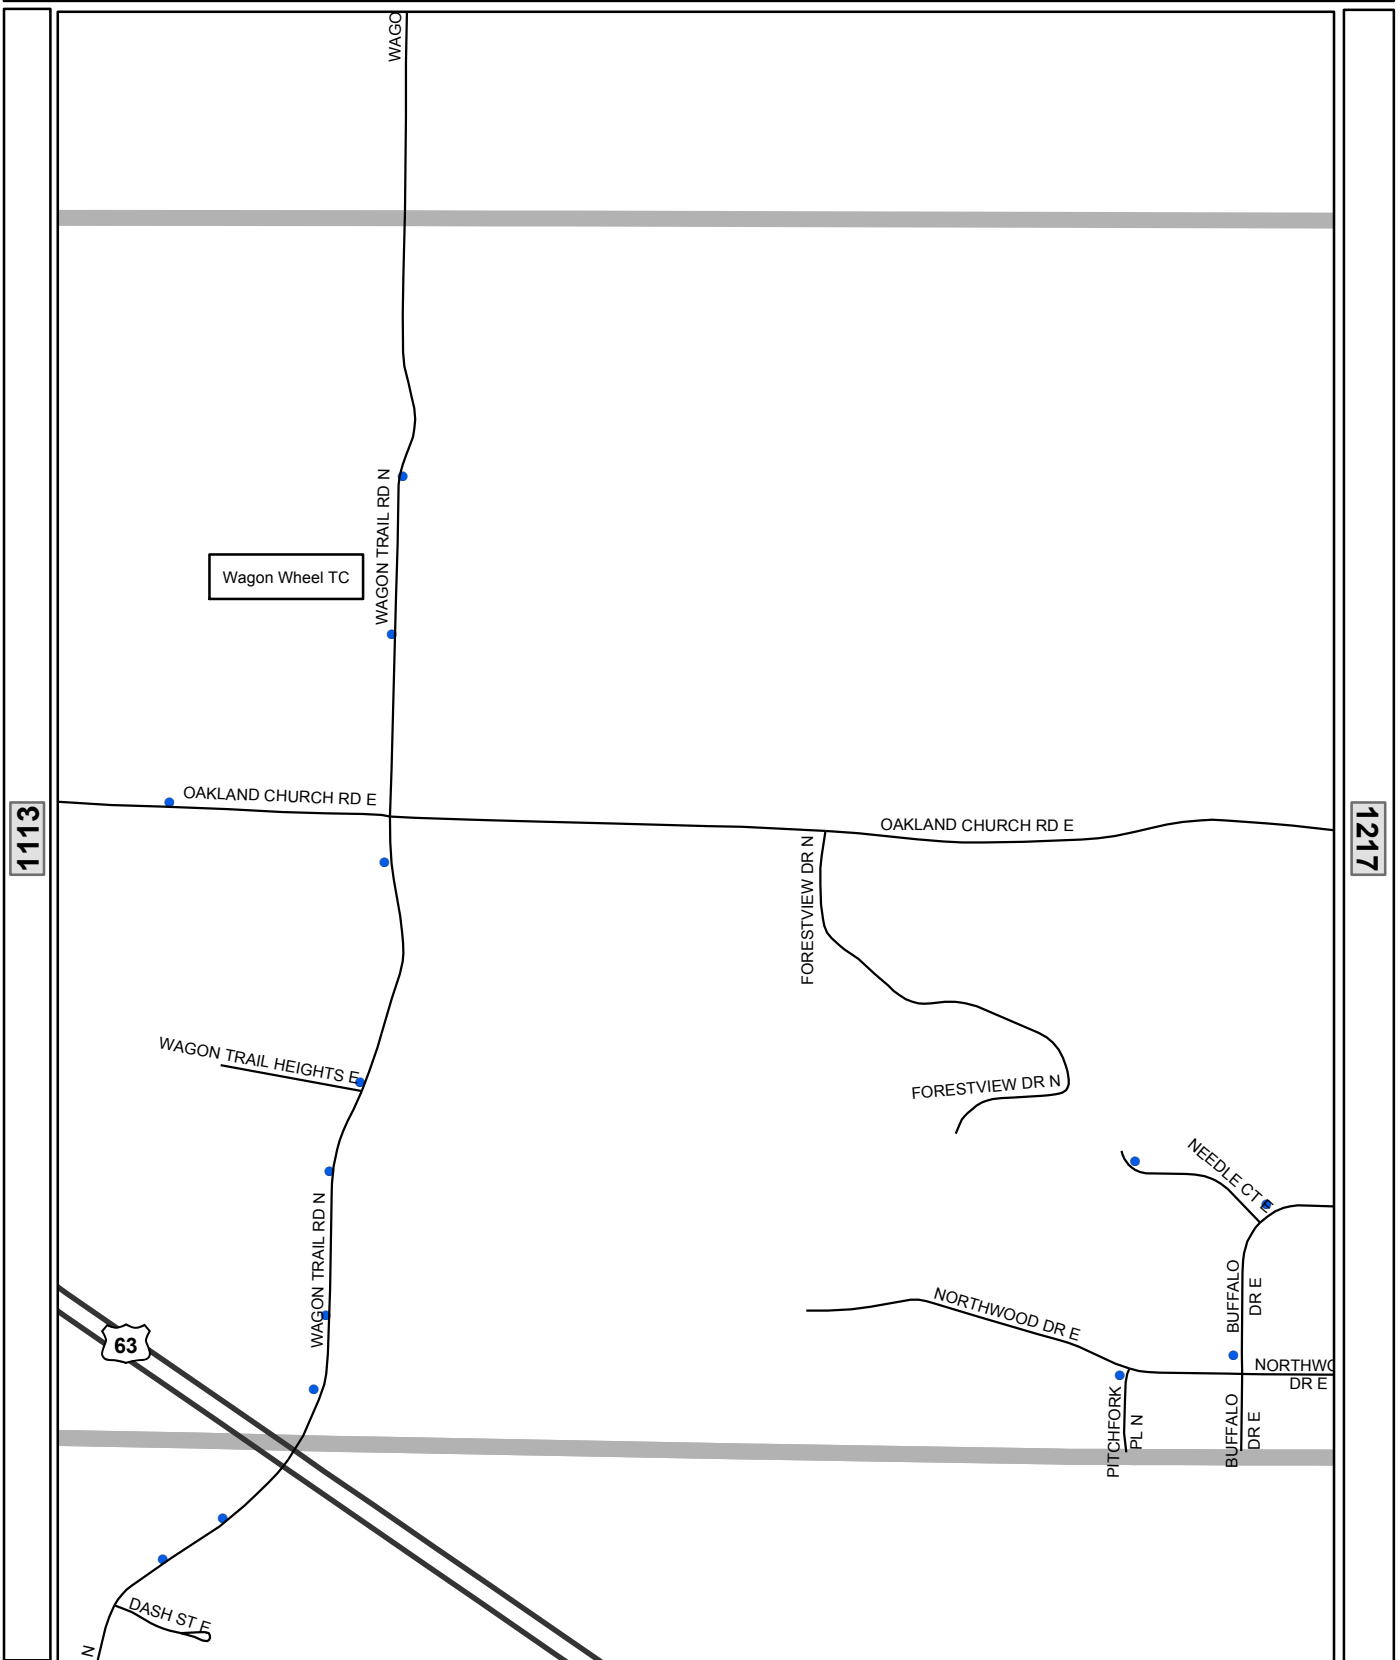 WAGO
WAGON TRAIL RD N
Wagon Wheel TC
OAKLAND CHURCH RD E
OAKLAND CHURCH RD E
1113
1217
FORESTVIEW DR N
WAGON TRAIL HEIGHTS E
FORESTVIEW DR N
NEEDLE CT E
WAGON TRAIL RD N
BUFFALO
DR E
NORTHWOOD DR E
63
NORTHWO
DR E
PITCHFORK
PL N
BUFFALO
DR E
DASH ST E
N